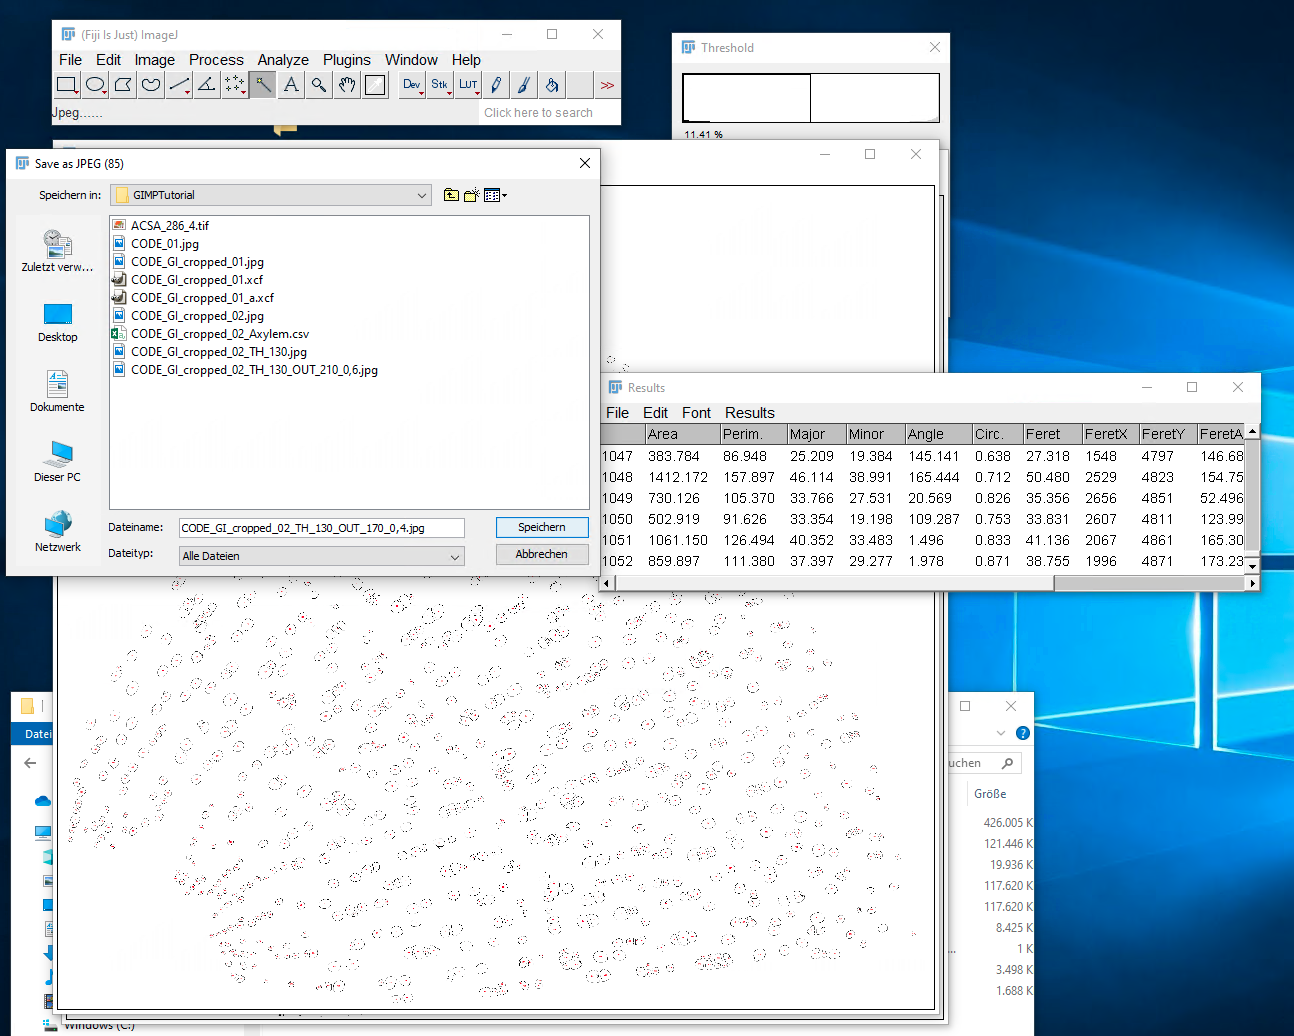 (Fiji Is Just) ImageJ
File Edit Image Process Analyze Plugins Window Help
Dev Stk LUT >>
Jpeg......
Click here to search
Threshold
11.41 %
Save as JPEG (85)
Speichern in: GIMPTutorial
ACSA_286_4.tif
CODE_01.jpg
CODE_GI_cropped_01.jpg
CODE_GI_cropped_01.xcf
CODE_GI_cropped_01_a.xcf
CODE_GI_cropped_02.jpg
CODE_GI_cropped_02_Axylem.csv
CODE_GI_cropped_02_TH_130.jpg
CODE_GI_cropped_02_TH_130_OUT_210_0,6.jpg
Zuletzt verw...
Desktop
Dokumente
Dieser PC
Netzwerk
Dateiname: CODE_GI_cropped_02_TH_130_OUT_170_0,4.jpg Speichern
Dateityp: Alle Dateien Abbrechen
Results
File Edit Font Results
Area Perim. Major Minor Angle Circ. Feret FeretX FeretY FeretA
1047 383.784 86.948 25.209 19.384 145.141 0.638 27.318 1548 4797 146.68
1048 1412.172 157.897 46.114 38.991 165.444 0.712 50.480 2529 4823 154.75
1049 730.126 105.370 33.766 27.531 20.569 0.826 35.356 2656 4851 52.496
1050 502.919 91.626 33.354 19.198 109.287 0.753 33.831 2607 4811 123.99
1051 1061.150 126.494 40.352 33.483 1.496 0.833 41.136 2067 4861 165.30
1052 859.897 111.380 37.397 29.277 1.978 0.871 38.755 1996 4871 173.23
Datei
uchen
Größe
426.005 K
121.446 K
19.936 K
117.620 K
117.620 K
8.425 K
... 1 K
3.498 K
1.688 K
Windows (C:)